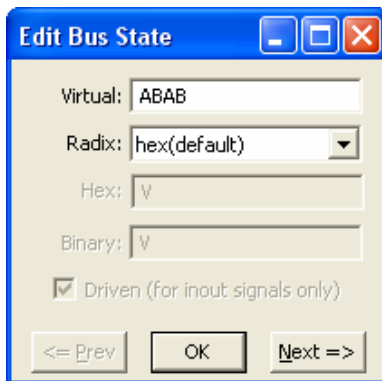 Edit Bus State
Virtual: ABAB
Radix: hex(default)
Hex: V
Binary: V
Driven (for inout signals only)
<= Prev OK Next =>